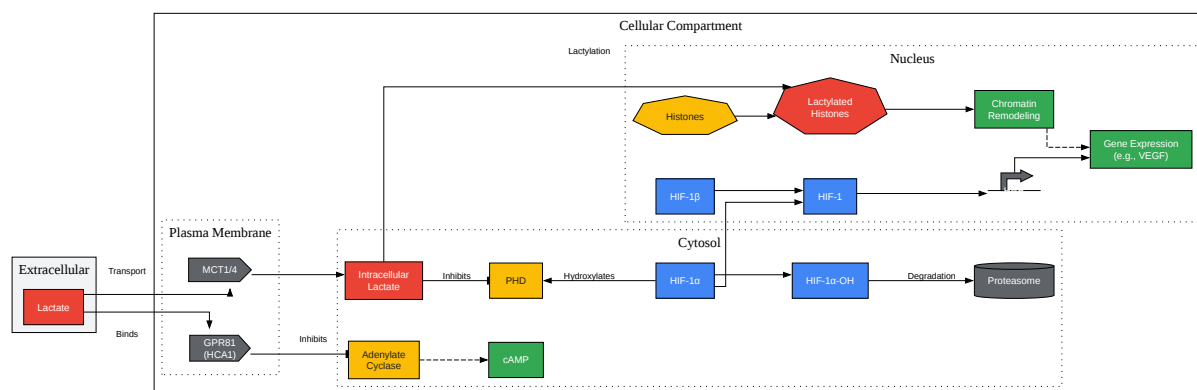 Cellular Compartment
Nucleus
Lactylation
Histones
Lactylated
Histones
Chromatin
Remodeling
Gene Expression
(e.g., VEGF)
HIF-1β
HIF-1
Plasma Membrane
Cytosol
Extracellular
Transport
MCT1/4
Intracellular
Lactate
Inhibits
PHD
Hydroxylates
HIF-1α
HIF-1α-OH
Degradation
Proteasome
Lactate
Binds
GPR81
(HCA1)
Inhibits
Adenylate
Cyclase
cAMP